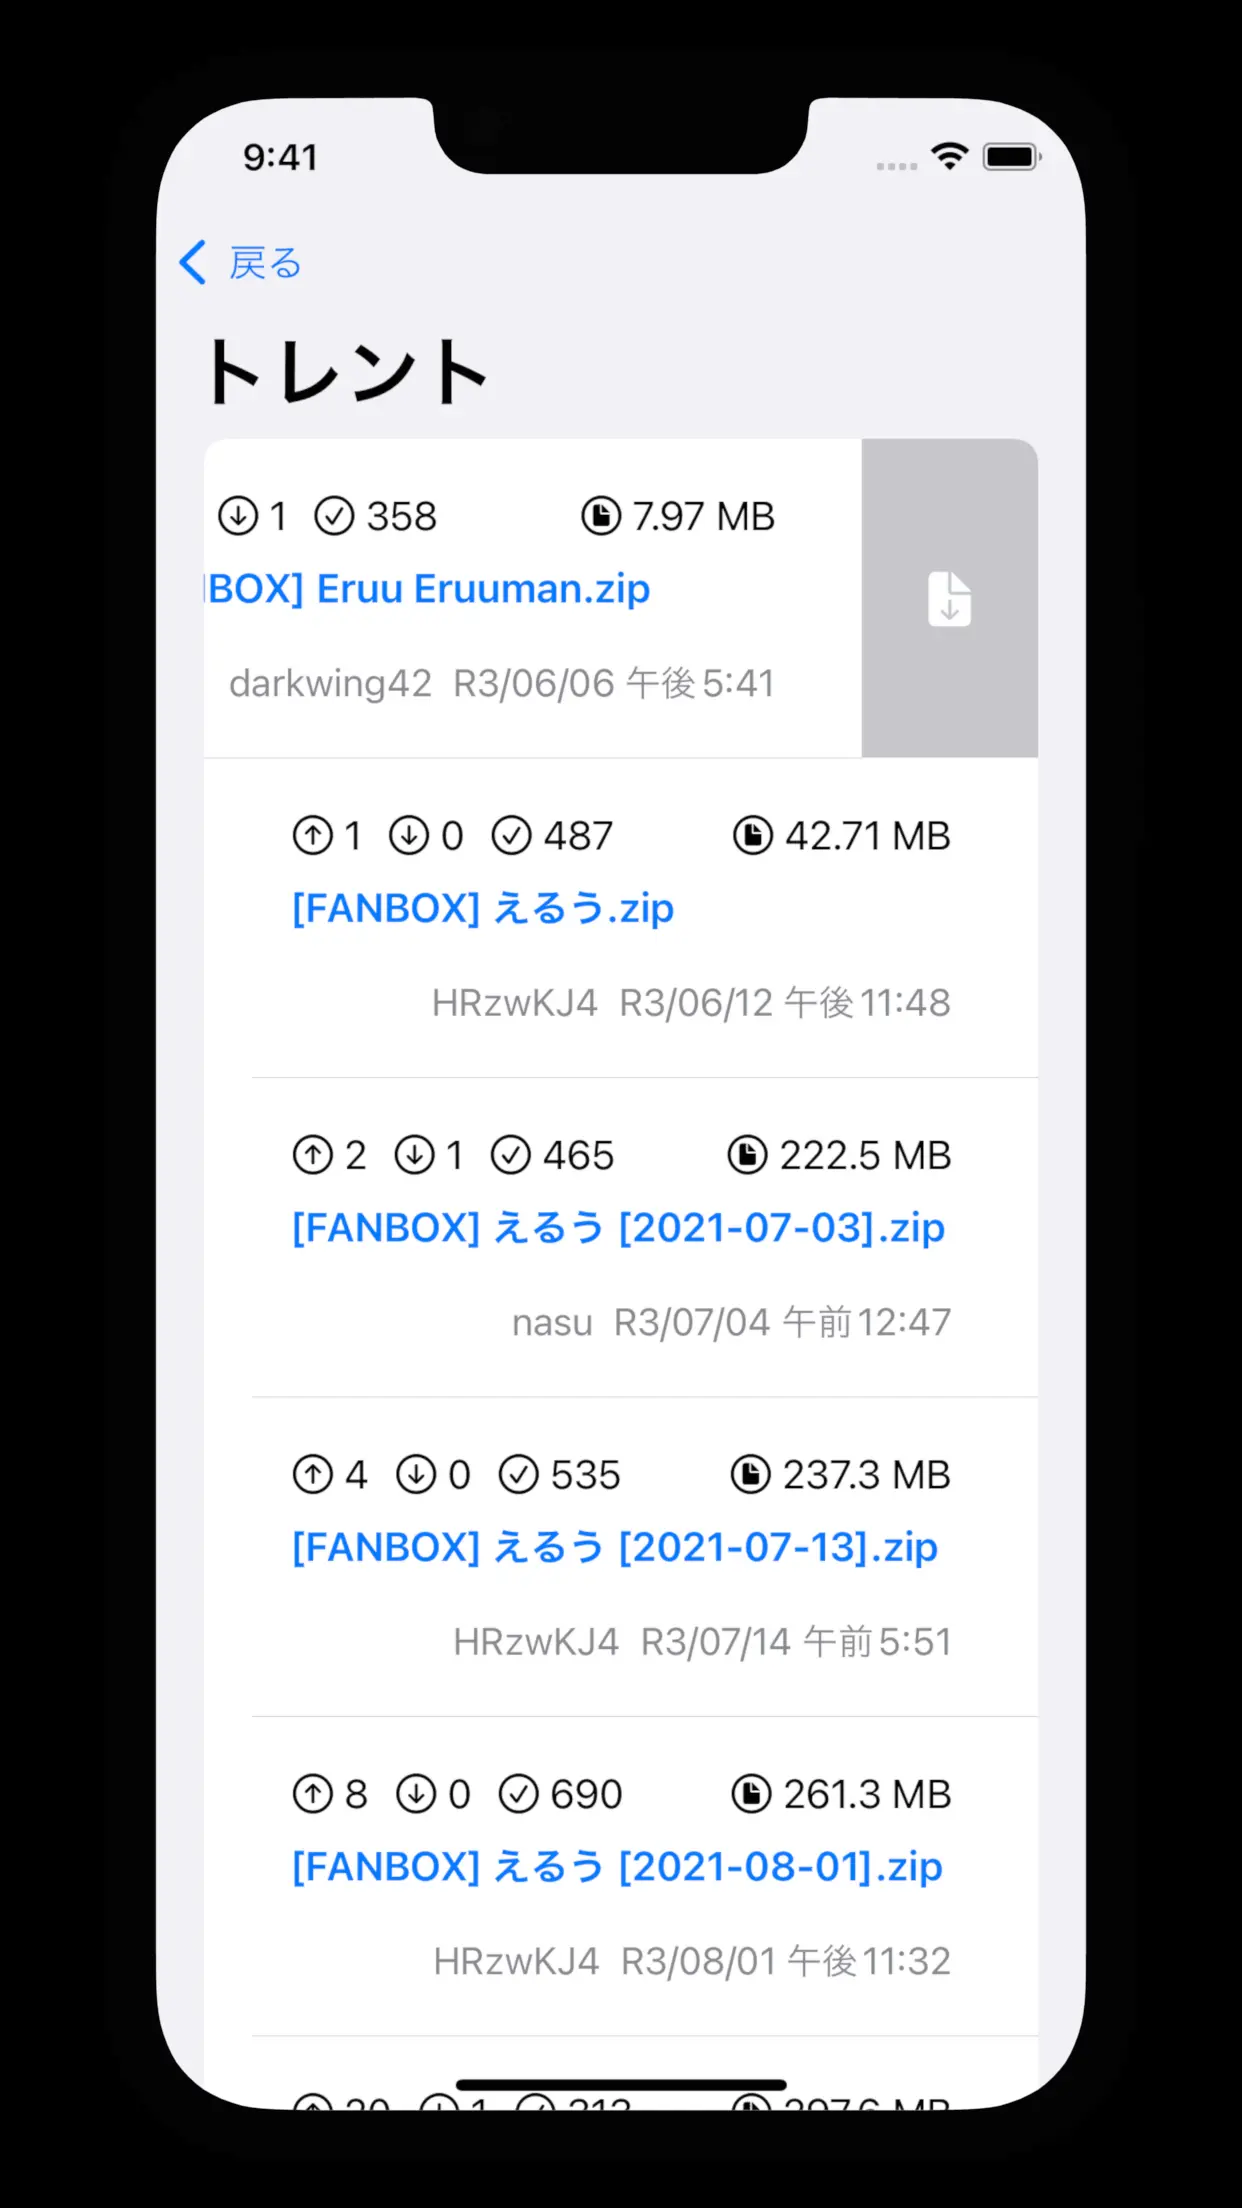 9:41
戻る
トレント
1 358 7.97 MB
BOX] Eruu Eruuman.zip
darkwing42 R3/06/06 午後5:41
1 0 487 42.71 MB
[FANBOX] えるう.zip
HRzwKJ4 R3/06/12 午後11:48
2 1 465 222.5 MB
[FANBOX] えるう [2021-07-03].zip
nasu R3/07/04 午前12:47
4 0 535 237.3 MB
[FANBOX] えるう [2021-07-13].zip
HRzwKJ4 R3/07/14 午前5:51
8 0 690 261.3 MB
[FANBOX] えるう [2021-08-01].zip
HRzwKJ4 R3/08/01 午後11:32